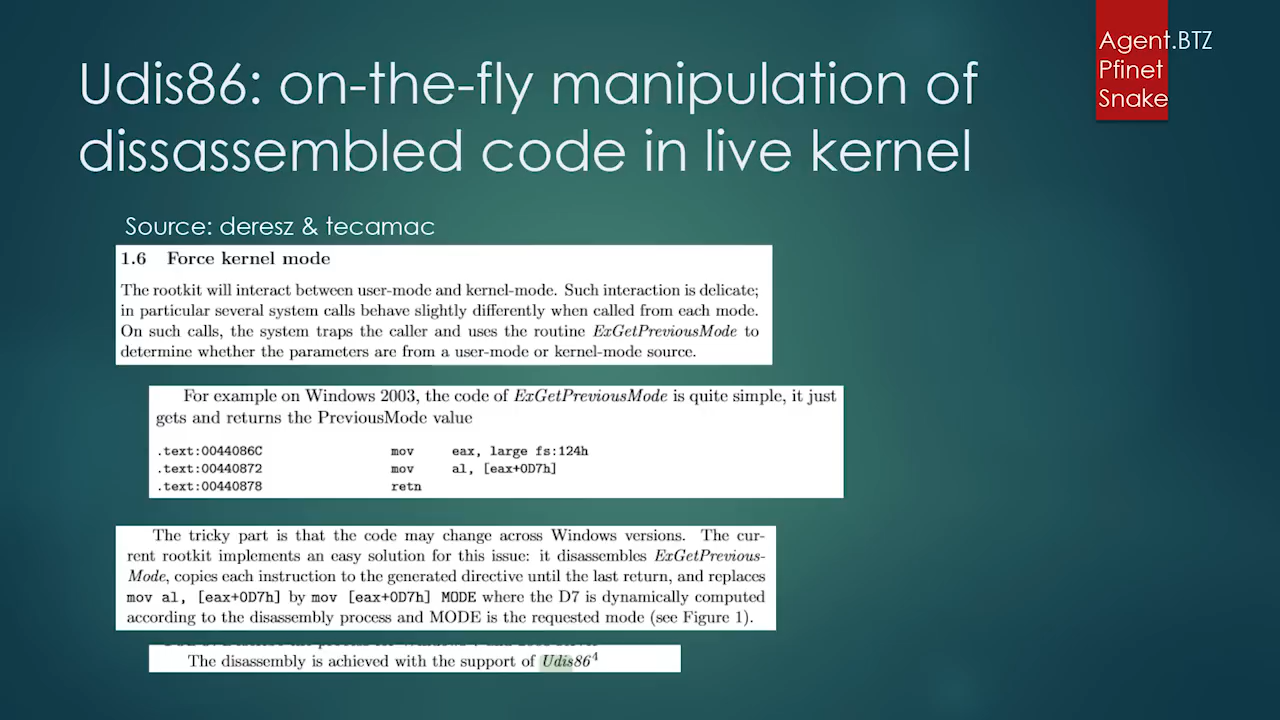 Agent.BTZ
Pfinet
Snake
Udis86: on-the-fly manipulation of
dissassembled code in live kernel
Source: deresz & tecamac
1.6 Force kernel mode
The rootkit will interact between user-mode and kernel-mode. Such interaction is delicate;
in particular several system calls behave slightly differently when called from each mode.
On such calls, the system traps the caller and uses the routine ExGetPreviousMode to
determine whether the parameters are from a user-mode or kernel-mode source.
For example on Windows 2003, the code of ExGetPreviousMode is quite simple, it just
gets and returns the PreviousMode value
.text:0044086C mov eax, large fs:124h
.text:00440872 mov al, [eax+0D7h]
.text:00440878 retn
The tricky part is that the code may change across Windows versions. The cur-
rent rootkit implements an easy solution for this issue: it disassembles ExGetPrevious-
Mode, copies each instruction to the generated directive until the last return, and replaces
mov al, [eax+0D7h] by mov [eax+0D7h] MODE where the D7 is dynamically computed
according to the disassembly process and MODE is the requested mode (see Figure 1).
The disassembly is achieved with the support of Udis86⁴